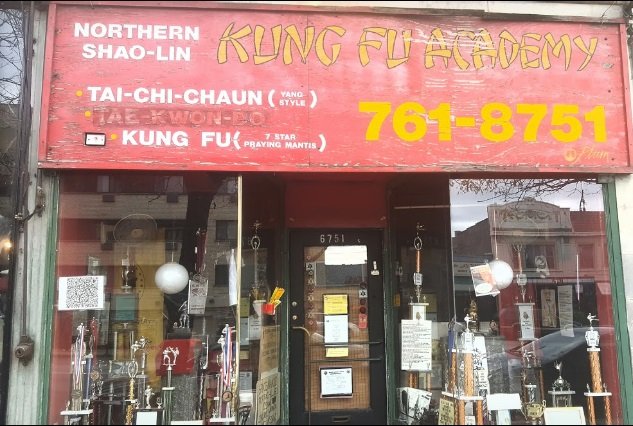 NORTHERN
SHAO-LIN
KUNG FU ACADEMY
TAI-CHI-CHAUN (YANG STYLE)
TAE-KWON-DO
KUNG FU (7 STAR PRAYING MANTIS)
761-8751
6751